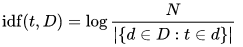 idf(t, D) = log N / |{d ∈ D : t ∈ d}|